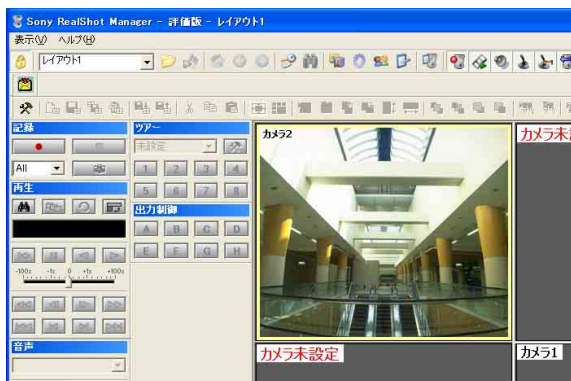 Sony RealShot Manager - 評価版 - レイアウト1
表示(V) ヘルプ(H)
レイアウト1
記録
All
再生
-100x -1x 0 +1x +100x
音声
ツアー
未設定
1 2 3 4
5 6 7 8
出力制御
A B C D
E F G H
カメラ2
カメラ未
カメラ未設定
カメラ1